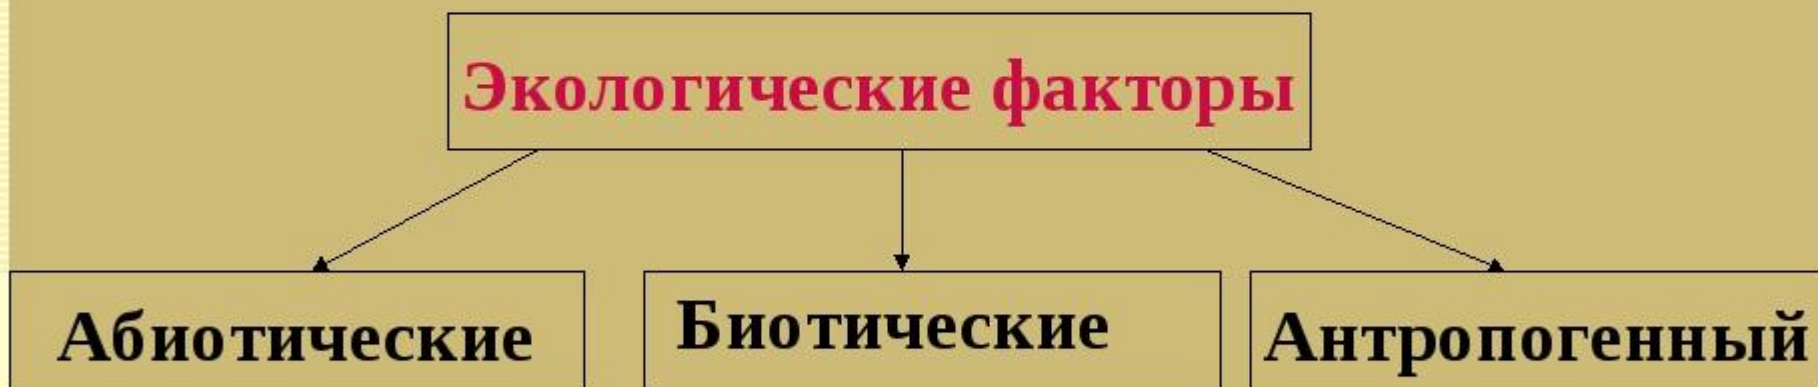 Экологические факторы
Абиотические
Биотические
Антропогенный